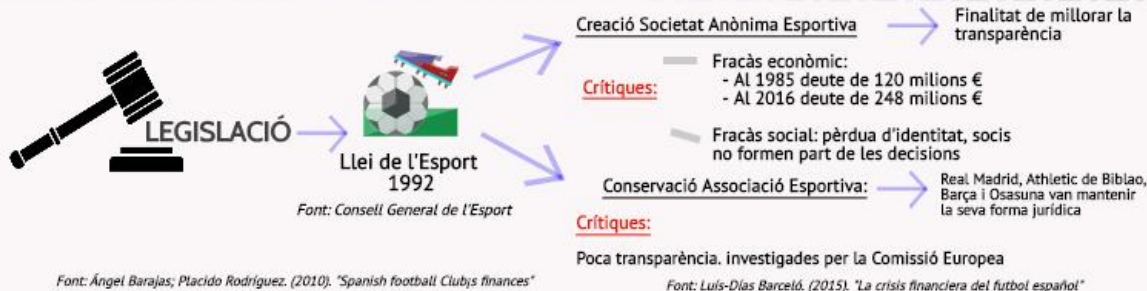 LEGISLACIÓ
Llei de l'Esport
1992
Font: Consell General de l'Esport
Creació Societat Anònima Esportiva
Finalitat de millorar la
transparència
Crítiques:
Fracàs econòmic:
- Al 1985 deute de 120 milions €
- Al 2016 deute de 248 milions €
Fracàs social: pèrdua d'identitat, socis
no formen part de les decisions
Conservació Associació Esportiva:
Real Madrid, Athletic de Biblao,
Barça i Osasuna van mantenir
la seva forma jurídica
Crítiques:
Poca transparència. investigades per la Comissió Europea
Font: Ángel Barajas; Placido Rodríguez. (2010). "Spanish football Clubjs finances"
Font: Luis-Días Barceló. (2015). "La crisis financiera del futbol español"